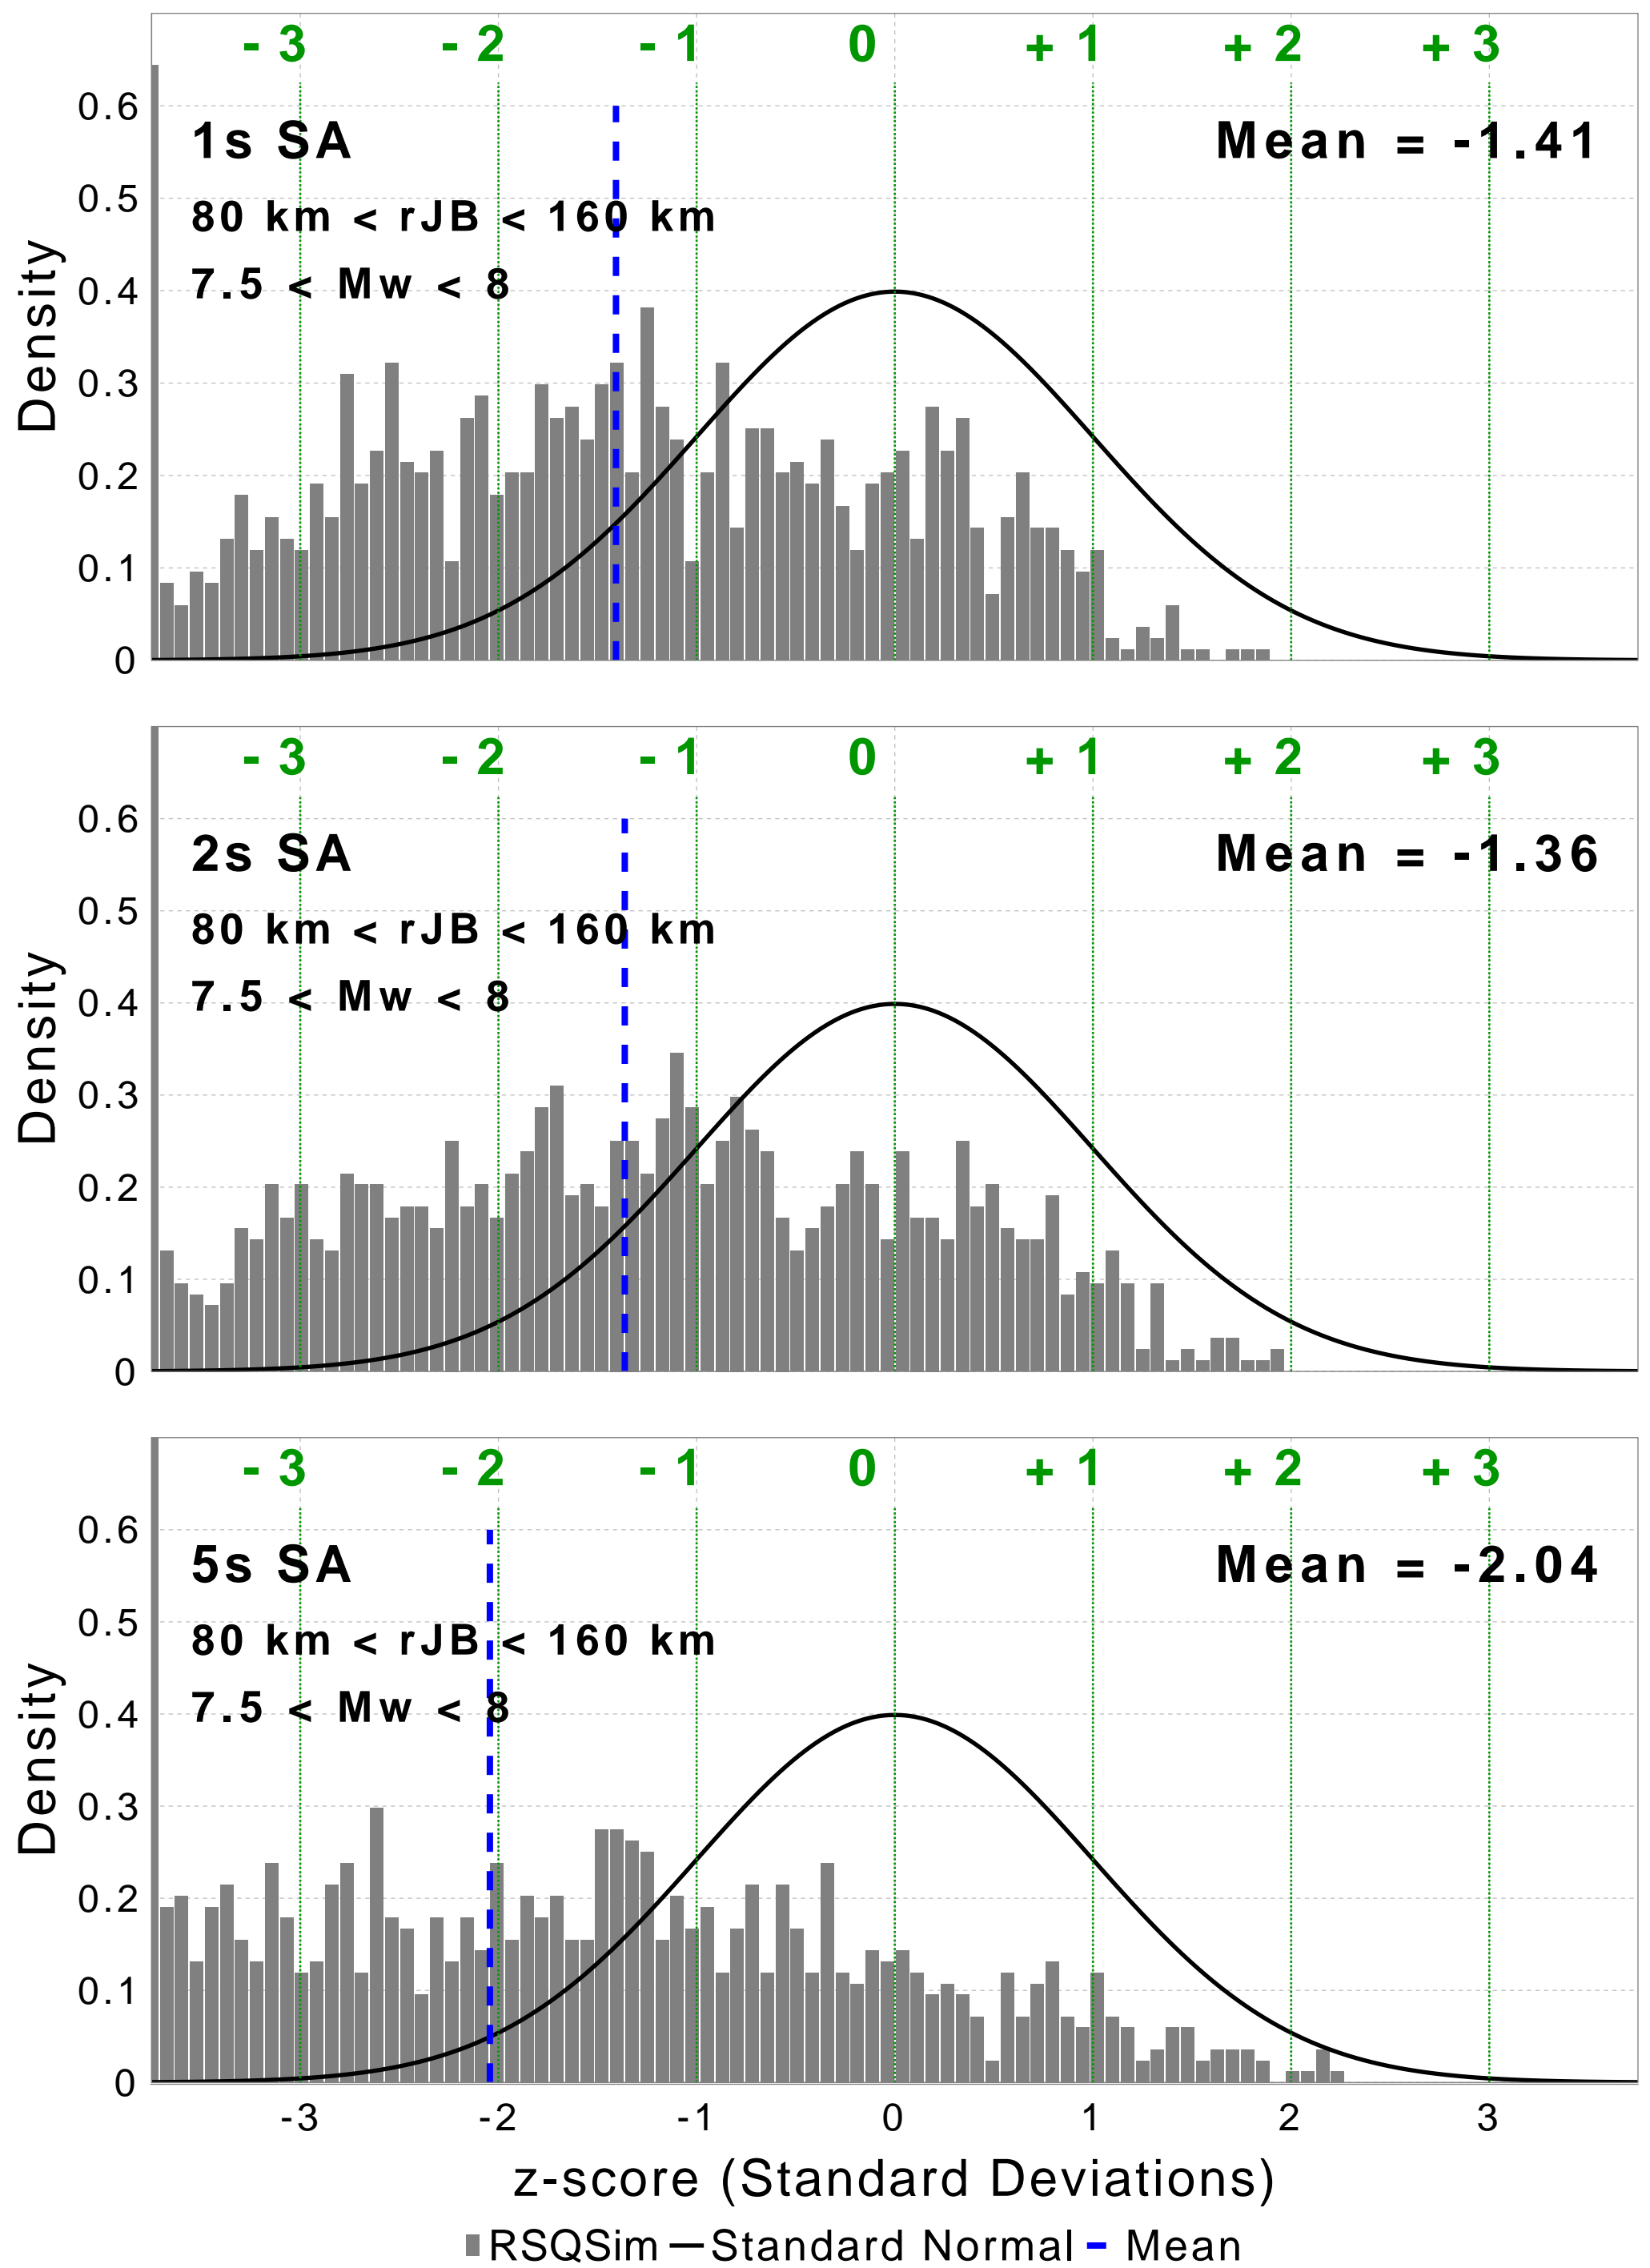 - 3 - 2 - 1 0 + 1 + 2 + 3
0.6
1s SA Mean = -1.41
0.5
80 km < rJB < 160 km
7.5 < Mw < 8
0.4
Density
0.3
0.2
0.1
0
- 3 - 2 - 1 0 + 1 + 2 + 3
0.6
2s SA Mean = -1.36
0.5
80 km < rJB < 160 km
7.5 < Mw < 8
0.4
Density
0.3
0.2
0.1
0
- 3 - 2 - 1 0 + 1 + 2 + 3
0.6
5s SA Mean = -2.04
0.5
80 km < rJB < 160 km
7.5 < Mw < 8
0.4
Density
0.3
0.2
0.1
0
-3 -2 -1 0 1 2 3
z-score (Standard Deviations)
RSQSim Standard Normal Mean